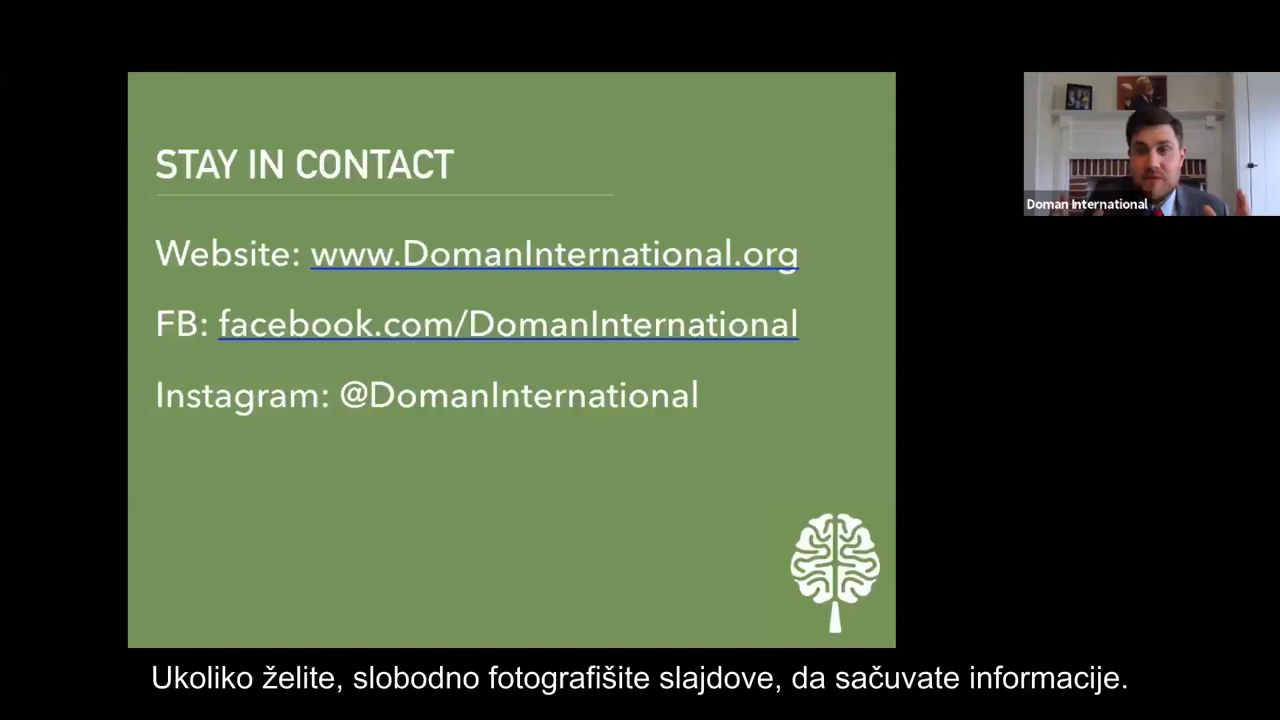 STAY IN CONTACT
Website: www.DomanInternational.org
FB: facebook.com/DomanInternational
Instagram: @DomanInternational
Doman International
Ukoliko želite, slobodno fotografišite slajdove, da sačuvate informacije.